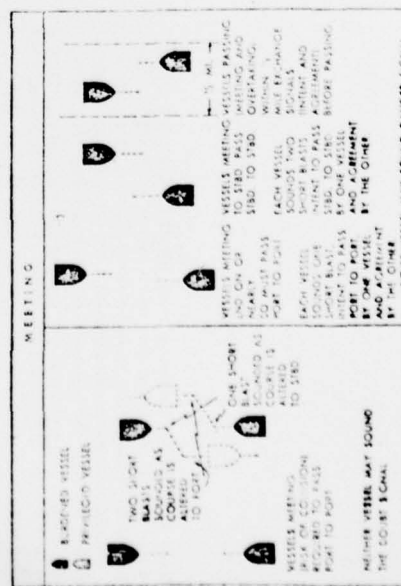 MEETING
BURDENED VESSEL
PRIVILEGED VESSEL
TWO SHORT
BLASTS
SOUNDED AS
COURSE IS
ALTERED
TO PORT
ONE SHORT
BLAST
SOUNDED AS
COURSE IS
ALTERED
TO STBD
VESSELS MEETING
RISK OF COLLISION
REQUIRED TO PASS
PORT TO PORT
NEITHER VESSEL MAY SOUND
THE DOUBT SIGNAL
VESSELS MEETING
END ON OR
NEARLY
SO MUST PASS
PORT TO PORT
EACH VESSEL
SOUNDS ONE
SHORT BLAST
INTENT TO PASS
PORT TO PORT
BY ONE VESSEL
AND AGREEMENT
BY THE OTHER
VESSELS MEETING
TO STBD PASS
STBD TO STBD
EACH VESSEL
SOUNDS TWO
SHORT BLASTS
INTENT TO PASS
STBD TO STBD
BY ONE VESSEL
AND AGREEMENT
BY THE OTHER
VESSELS PASSING
MEETING AND
OVERTAKING,
WITHIN
MILE EXCHANGE
SIGNALS
(INTENT AND
AGREEMENT)
BEFORE PASSING